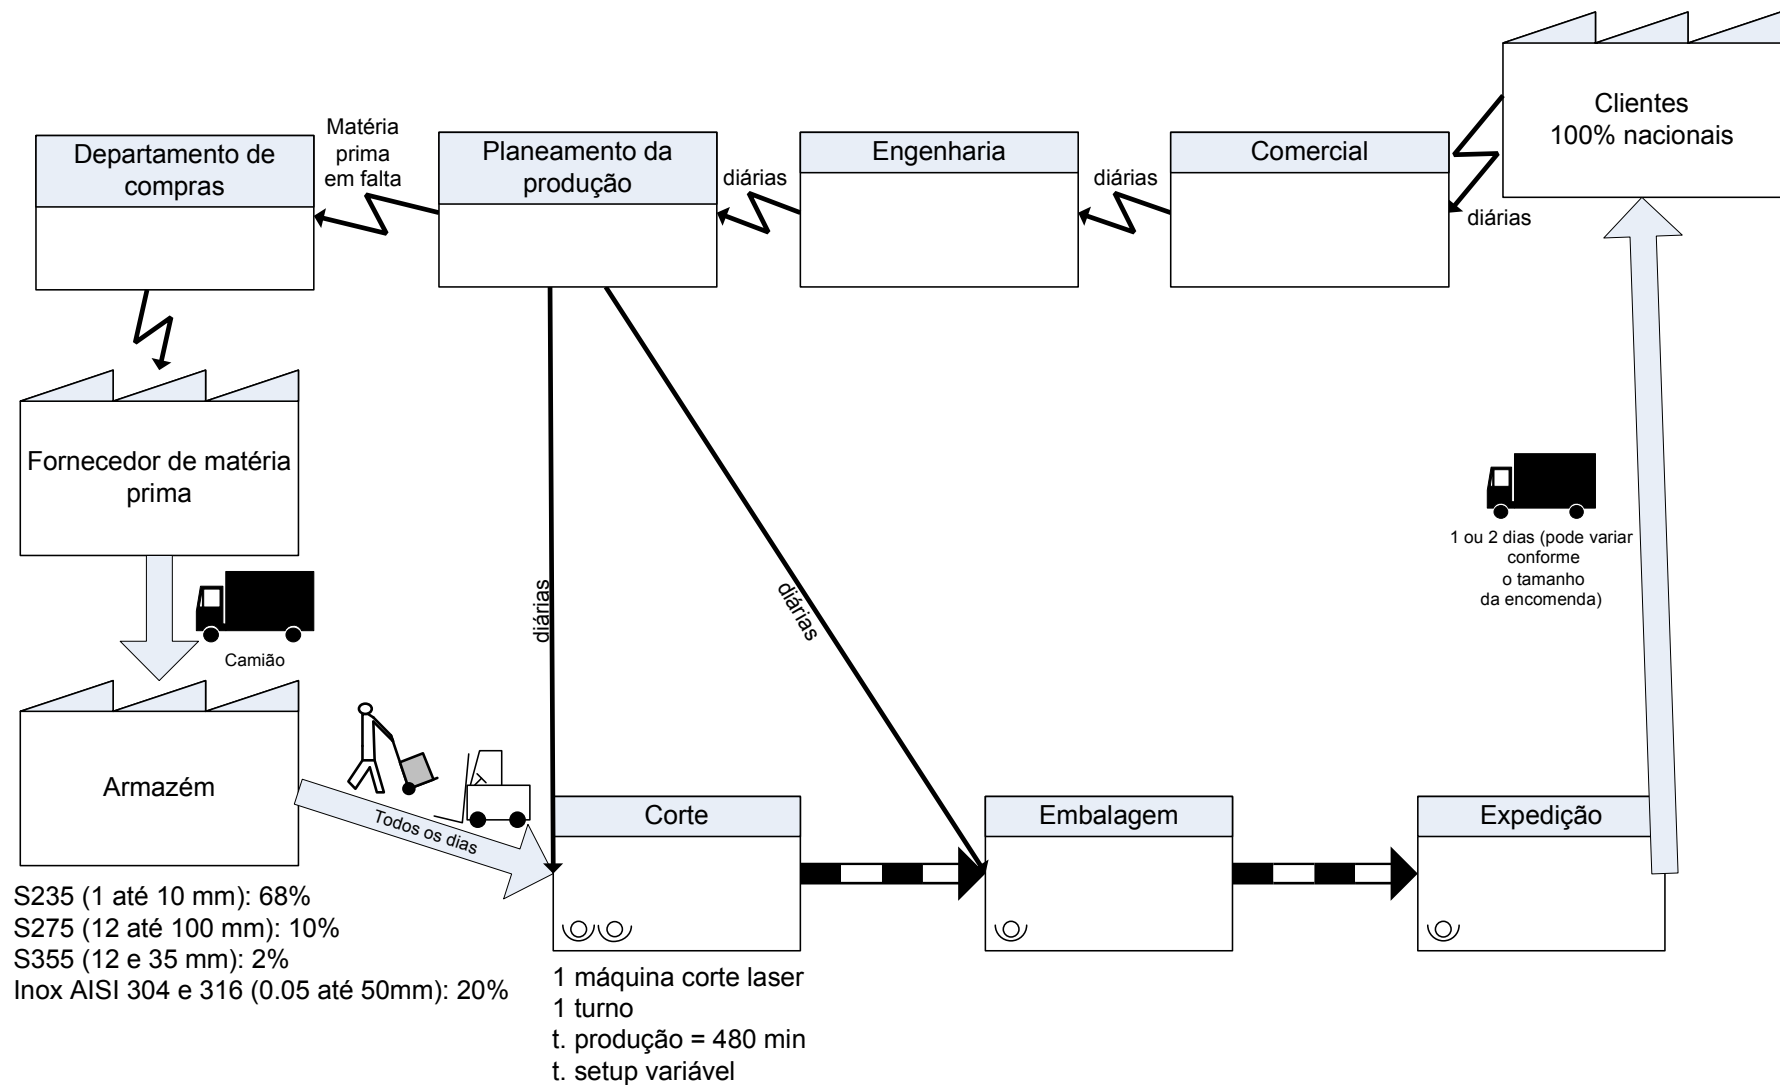 Clientes
100% nacionais
Departamento de
compras
Matéria
prima
em falta
Planeamento da
produção
diárias
Engenharia
diárias
Comercial
diárias
Fornecedor de matéria
prima
Camião
diárias
diárias
1 ou 2 dias (pode variar
conforme
o tamanho
da encomenda)
Armazém
Todos os dias
Corte
Embalagem
Expedição
S235 (1 até 10 mm): 68%
S275 (12 até 100 mm): 10%
S355 (12 e 35 mm): 2%
Inox AISI 304 e 316 (0.05 até 50mm): 20%
1 máquina corte laser
1 turno
t. produção = 480 min
t. setup variável